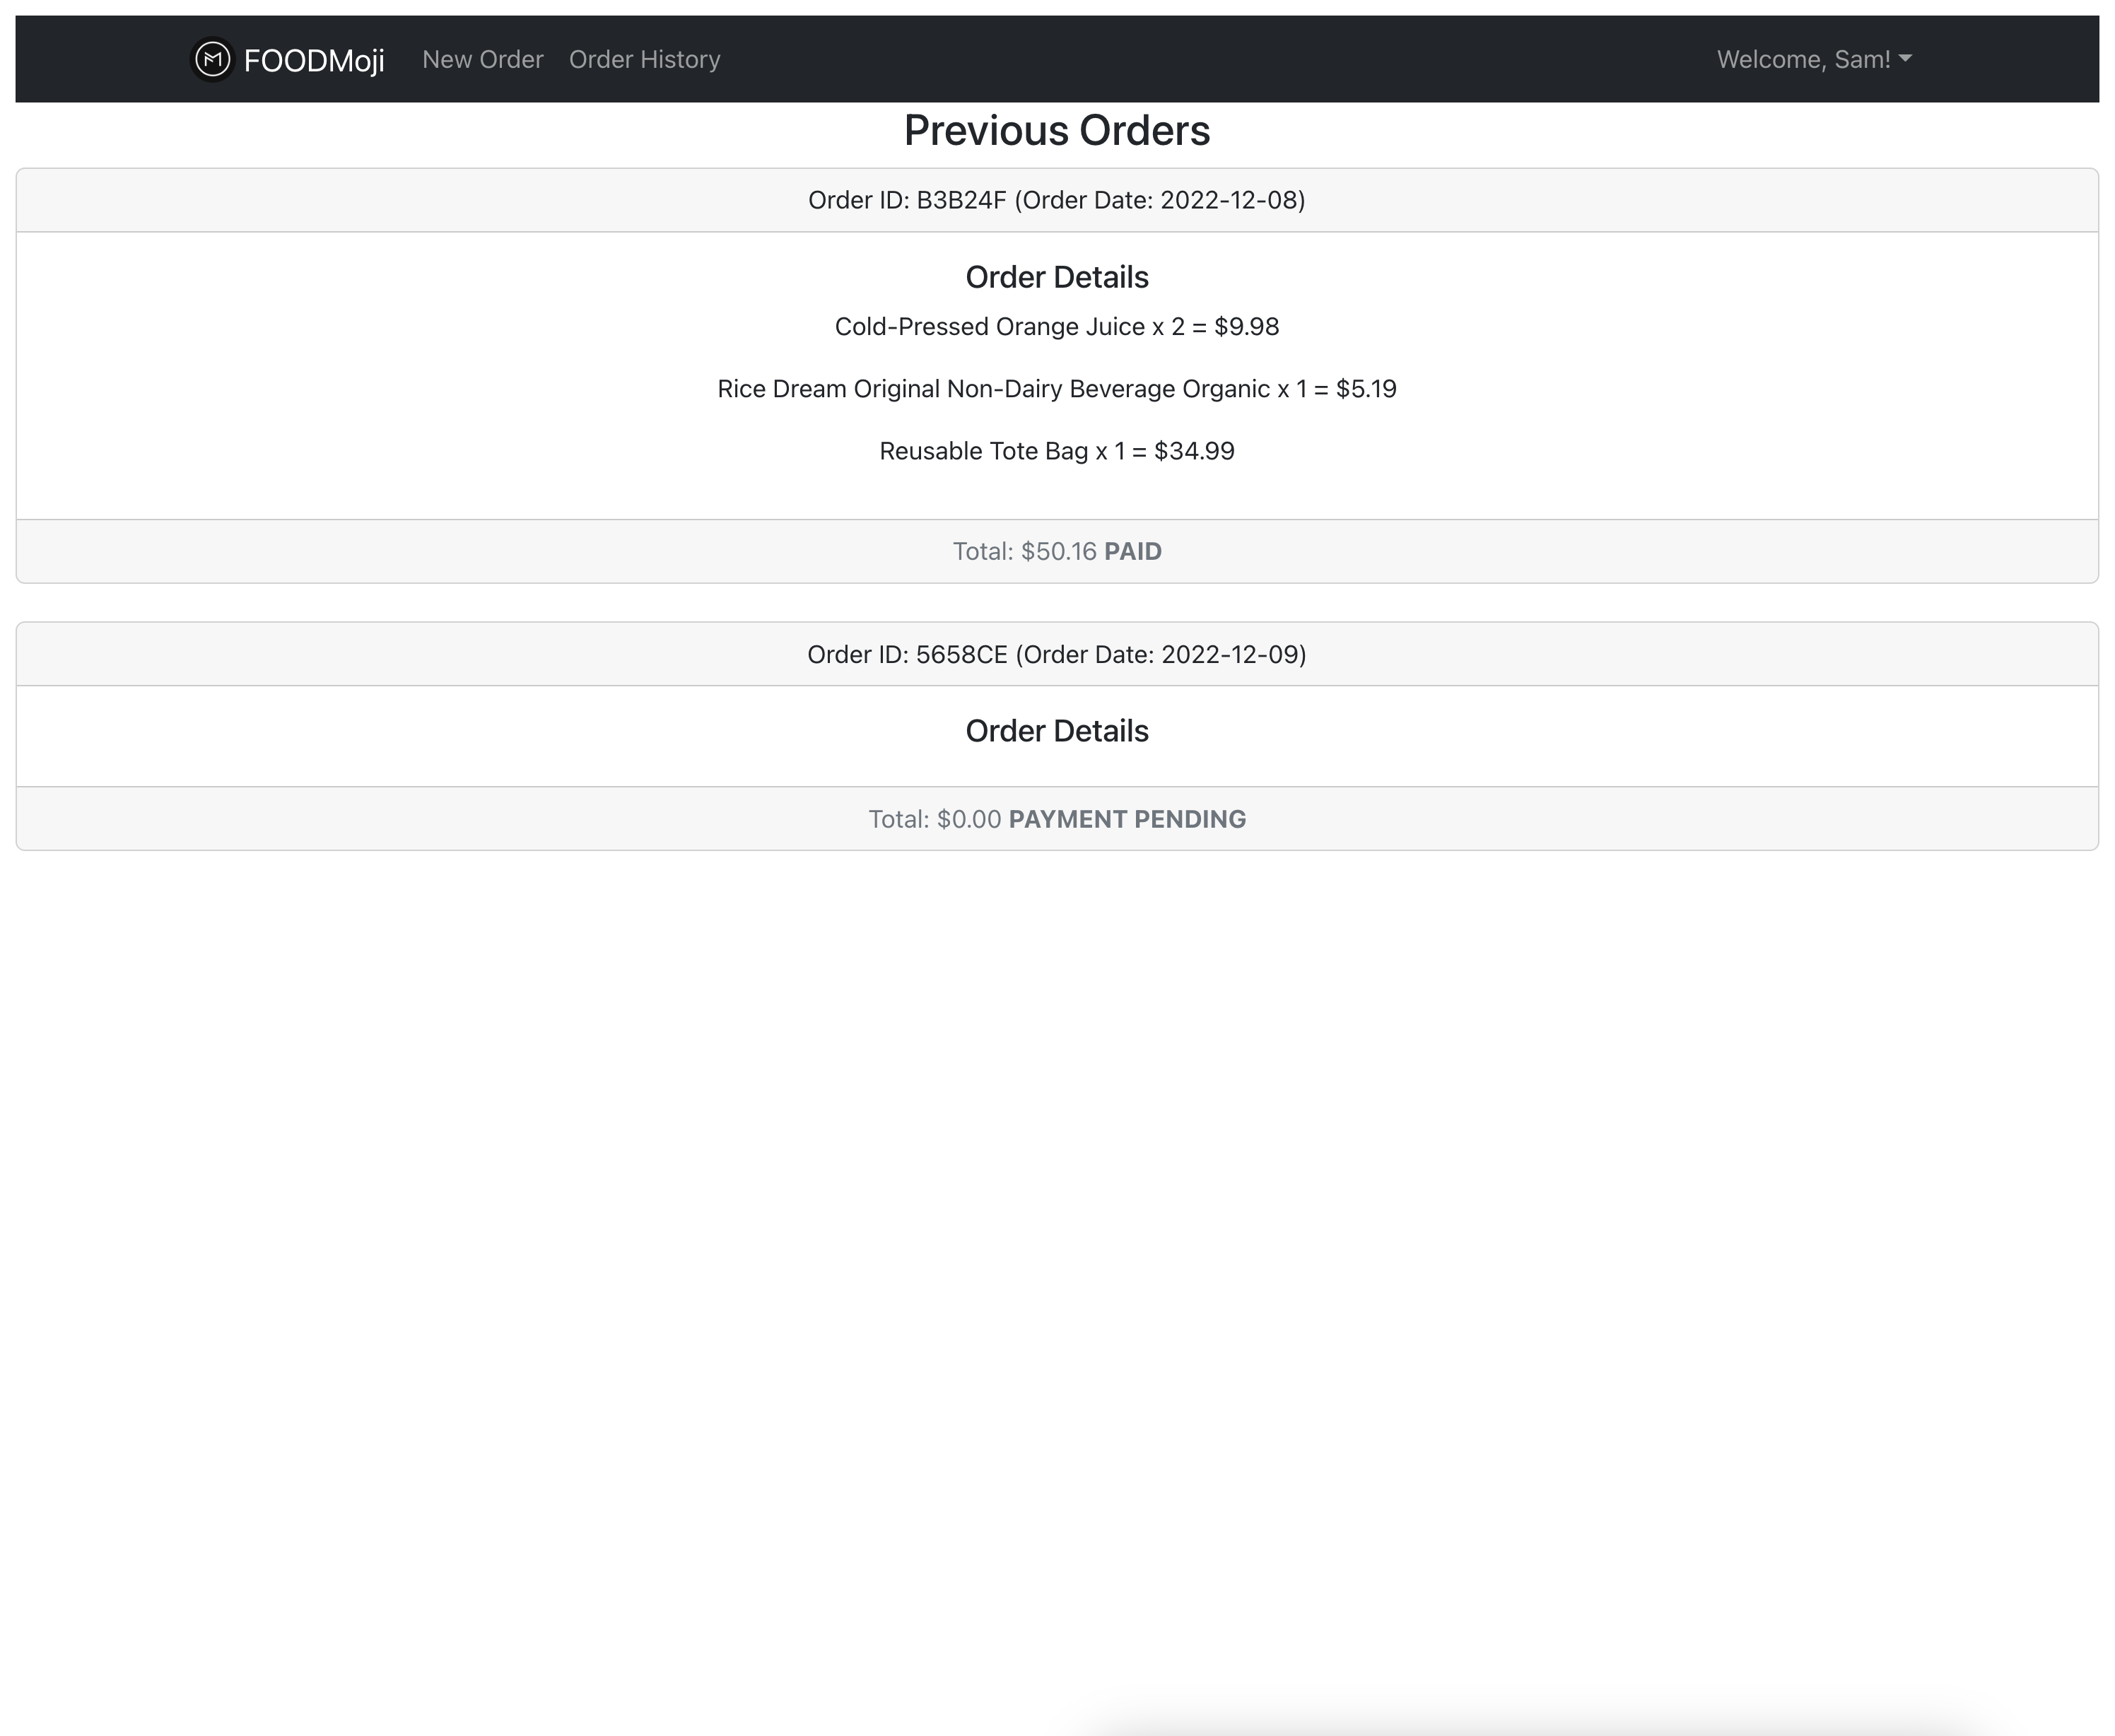 FOODMoji New Order Order History Welcome, Sam!
Previous Orders
Order ID: B3B24F (Order Date: 2022-12-08)
Order Details
Cold-Pressed Orange Juice x 2 = $9.98
Rice Dream Original Non-Dairy Beverage Organic x 1 = $5.19
Reusable Tote Bag x 1 = $34.99
Total: $50.16 PAID
Order ID: 5658CE (Order Date: 2022-12-09)
Order Details
Total: $0.00 PAYMENT PENDING